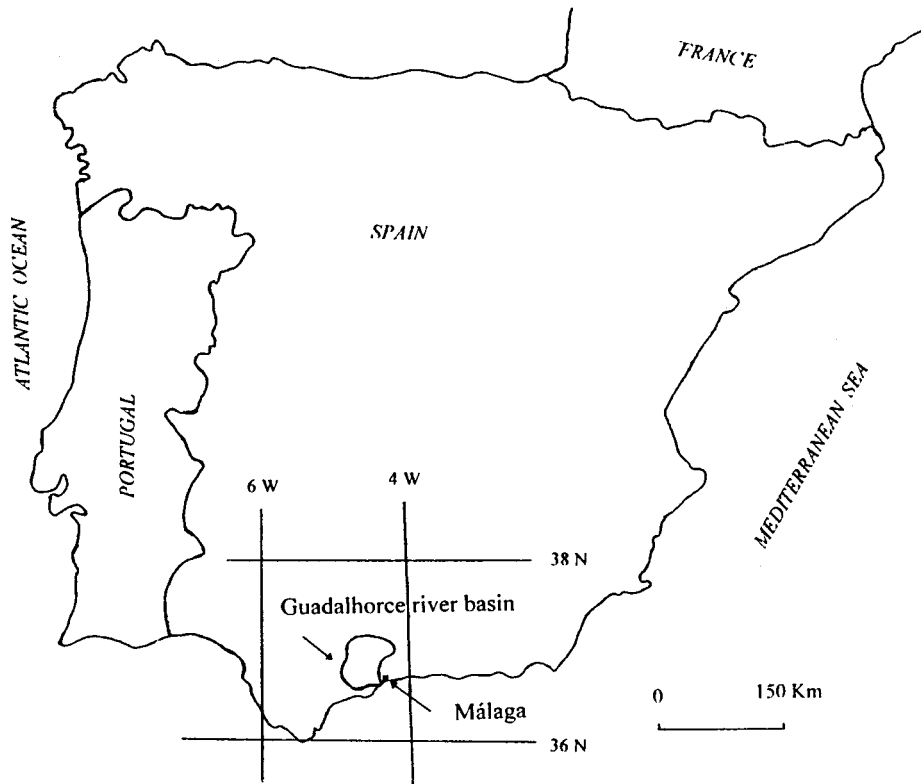 FRANCE
SPAIN
ATLANTIC OCEAN
PORTUGAL
MEDITERRANEAN SEA
6 W
4 W
38 N
Guadalhorce river basin
Málaga
0 150 Km
36 N